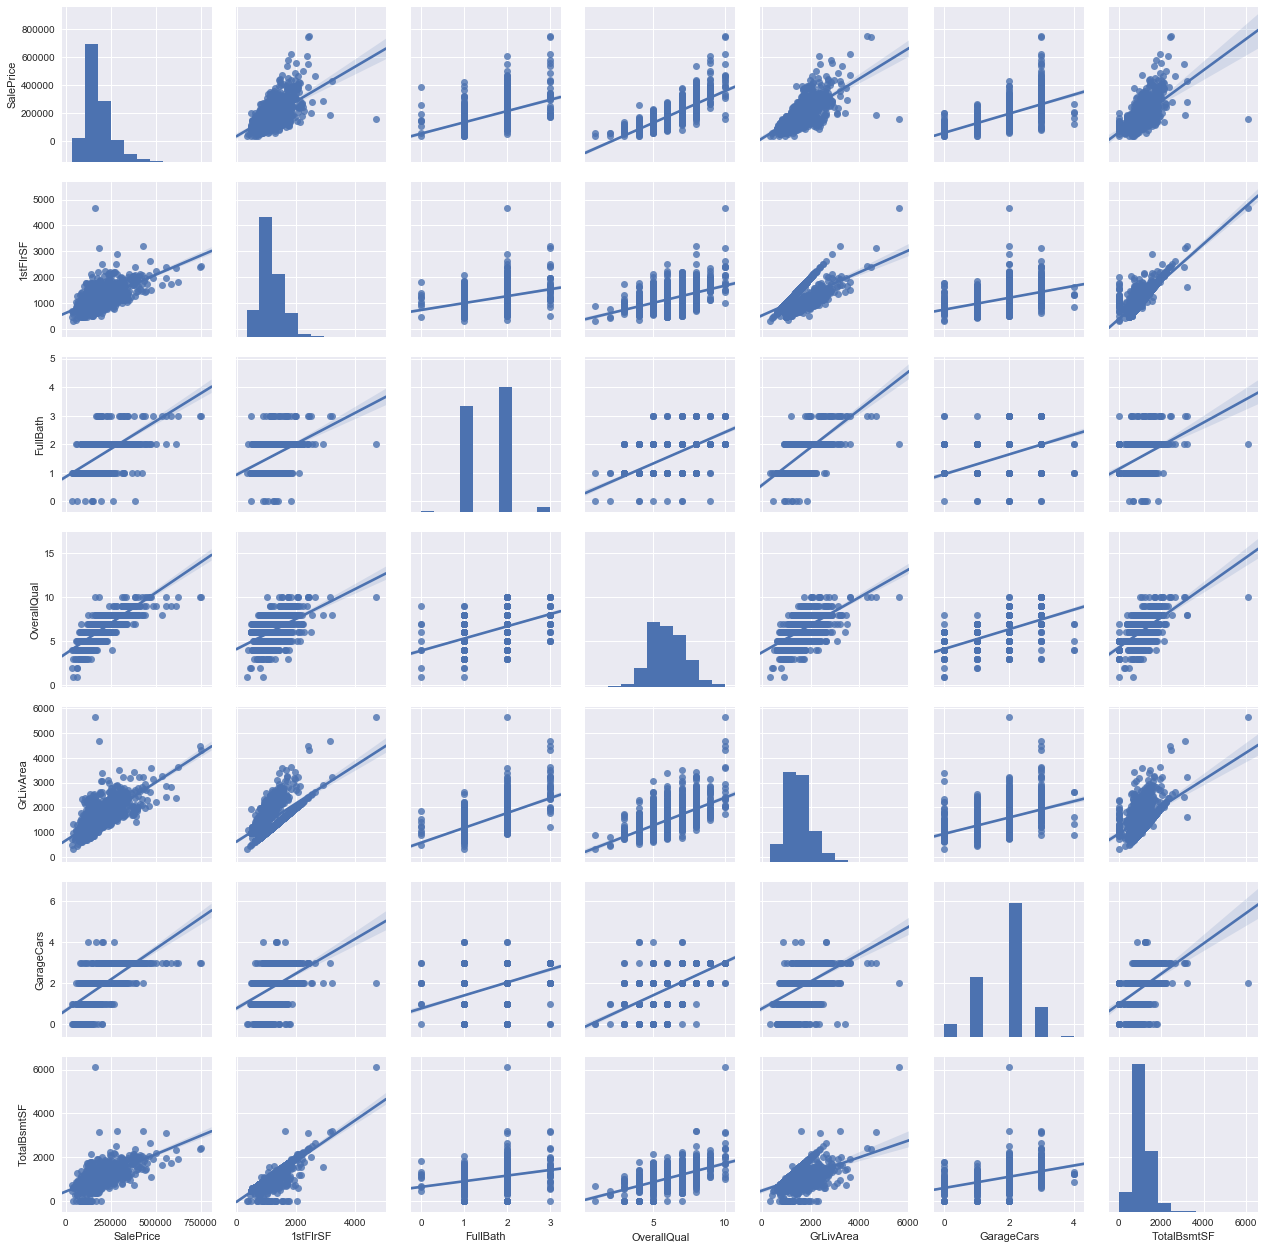 800000
600000
400000
200000
0
SalePrice
5000
4000
3000
2000
1000
0
1stFlrSF
5
4
3
2
1
0
FullBath
15
10
5
0
OverallQual
6000
5000
4000
3000
2000
1000
0
GrLivArea
6
4
2
0
GarageCars
6000
4000
2000
0
TotalBsmtSF
0 250000 500000 750000
0 2000 4000
0 1 2 3
5 10
0 2000 4000 6000
0 2 4
0 2000 4000 6000
SalePrice 1stFlrSF FullBath OverallQual GrLivArea GarageCars TotalBsmtSF